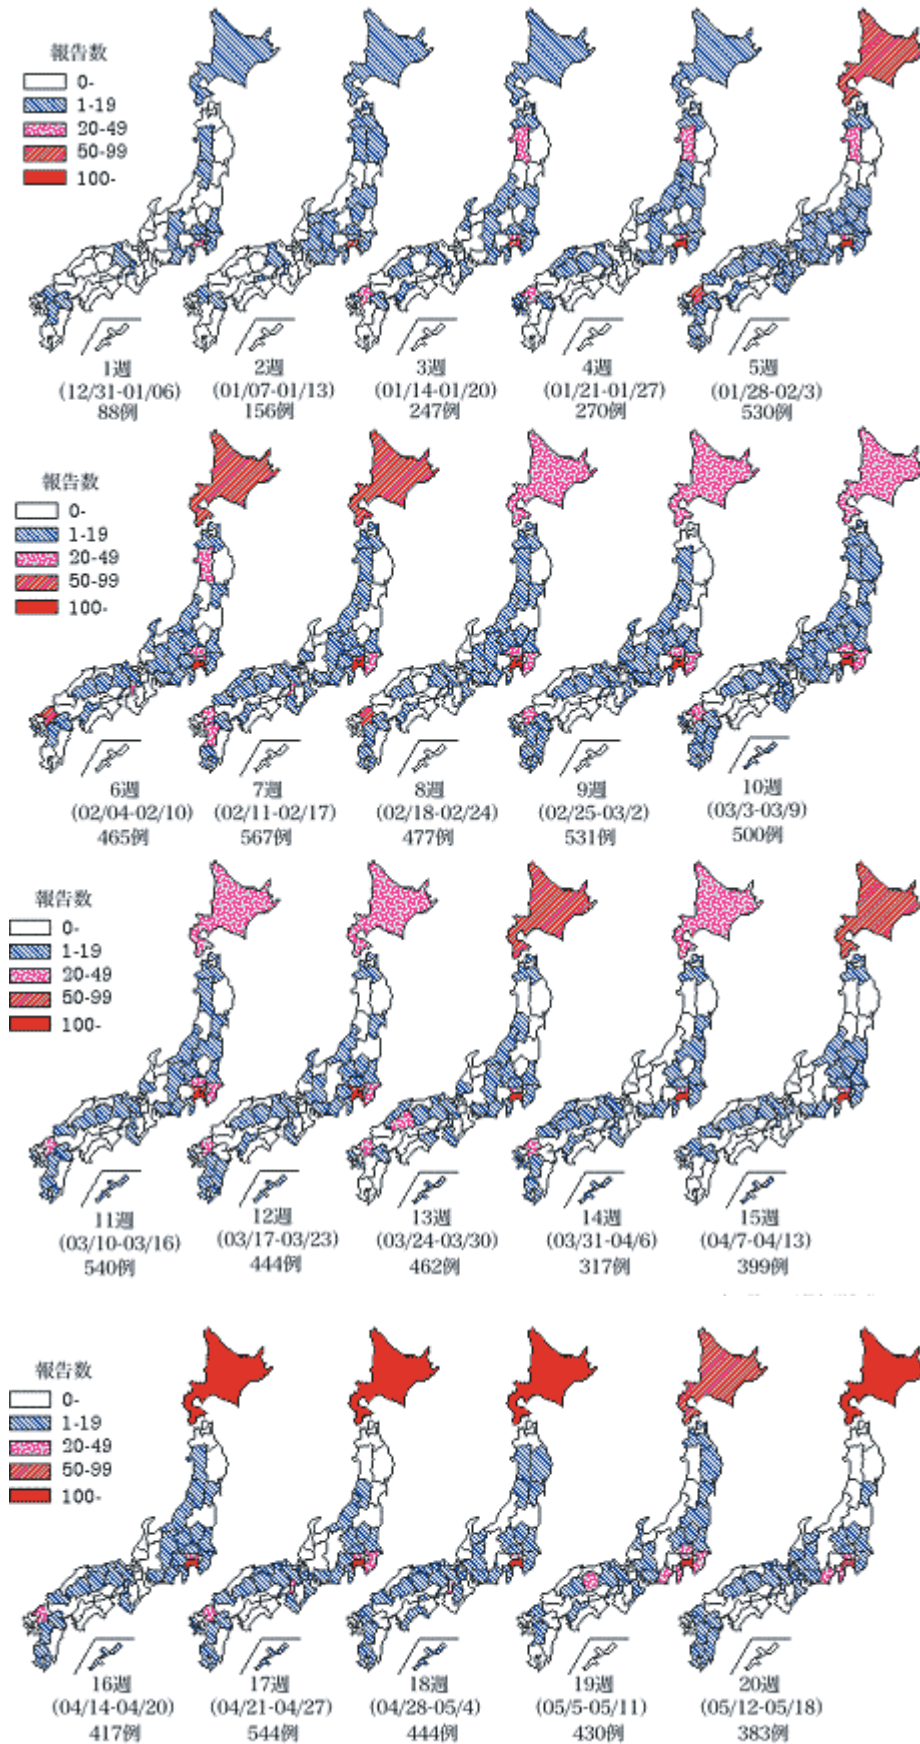 報告数
0-
1-19
20-49
50-99
100-
1週
(12/31-01/06)
88例
2週
(01/07-01/13)
156例
3週
(01/14-01/20)
247例
4週
(01/21-01/27)
270例
5週
(01/28-02/3)
530例
報告数
0-
1-19
20-49
50-99
100-
6週
(02/04-02/10)
465例
7週
(02/11-02/17)
567例
8週
(02/18-02/24)
477例
9週
(02/25-03/2)
531例
10週
(03/3-03/9)
500例
報告数
0-
1-19
20-49
50-99
100-
11週
(03/10-03/16)
540例
12週
(03/17-03/23)
444例
13週
(03/24-03/30)
462例
14週
(03/31-04/6)
317例
15週
(04/7-04/13)
399例
報告数
0-
1-19
20-49
50-99
100-
16週
(04/14-04/20)
417例
17週
(04/21-04/27)
544例
18週
(04/28-05/4)
444例
19週
(05/5-05/11)
430例
20週
(05/12-05/18)
383例